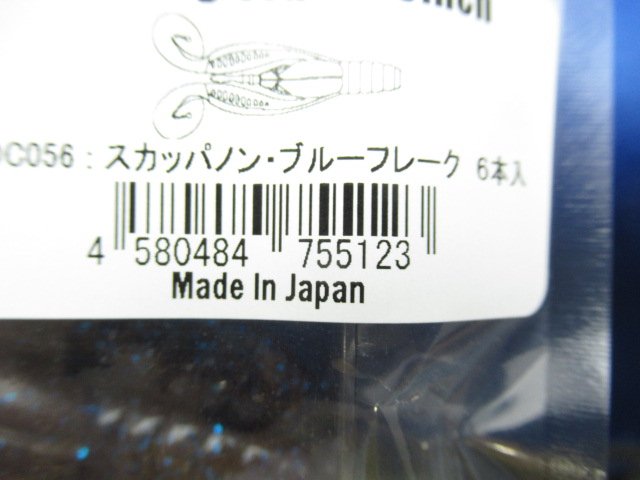 C056：スカッパノン・ブルーフレーク 6本入
4 580484 755123
Made In Japan